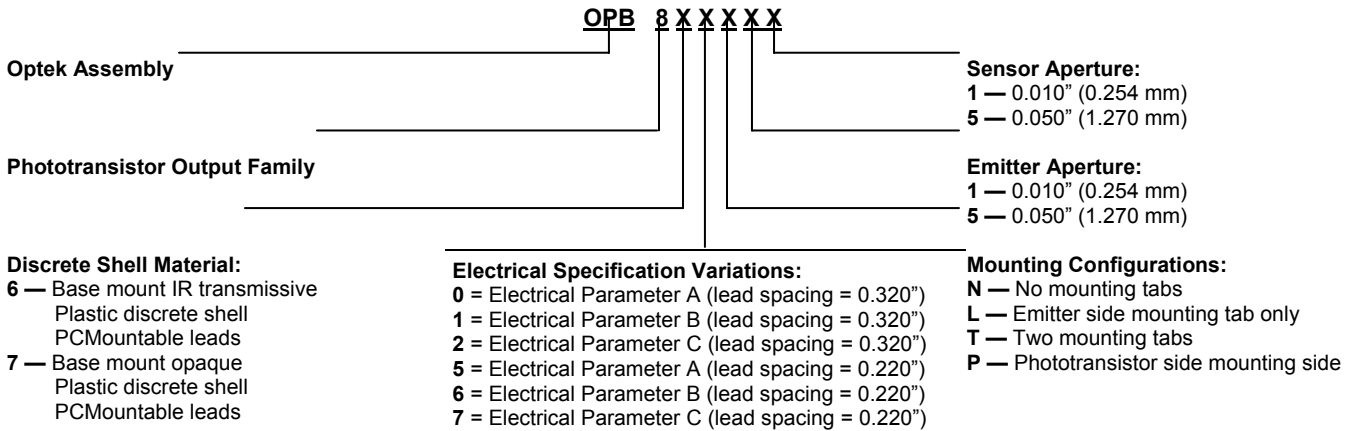 OPB 8 X X X X X
Optek Assembly
Phototransistor Output Family
Discrete Shell Material:
6 — Base mount IR transmissive
Plastic discrete shell
PCMountable leads
7 — Base mount opaque
Plastic discrete shell
PCMountable leads
Electrical Specification Variations:
0 = Electrical Parameter A (lead spacing = 0.320”)
1 = Electrical Parameter B (lead spacing = 0.320”)
2 = Electrical Parameter C (lead spacing = 0.320”)
5 = Electrical Parameter A (lead spacing = 0.220”)
6 = Electrical Parameter B (lead spacing = 0.220”)
7 = Electrical Parameter C (lead spacing = 0.220”)
Sensor Aperture:
1 — 0.010” (0.254 mm)
5 — 0.050” (1.270 mm)
Emitter Aperture:
1 — 0.010” (0.254 mm)
5 — 0.050” (1.270 mm)
Mounting Configurations:
N — No mounting tabs
L — Emitter side mounting tab only
T — Two mounting tabs
P — Phototransistor side mounting side